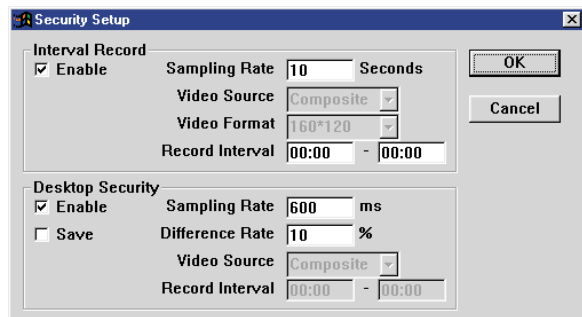 Security Setup
Interval Record
Enable Sampling Rate 10 Seconds
Video Source Composite
Video Format 160*120
Record Interval 00:00 - 00:00
OK
Cancel
Desktop Security
Enable Sampling Rate 600 ms
Save Difference Rate 10 %
Video Source Composite
Record Interval 00:00 - 00:00